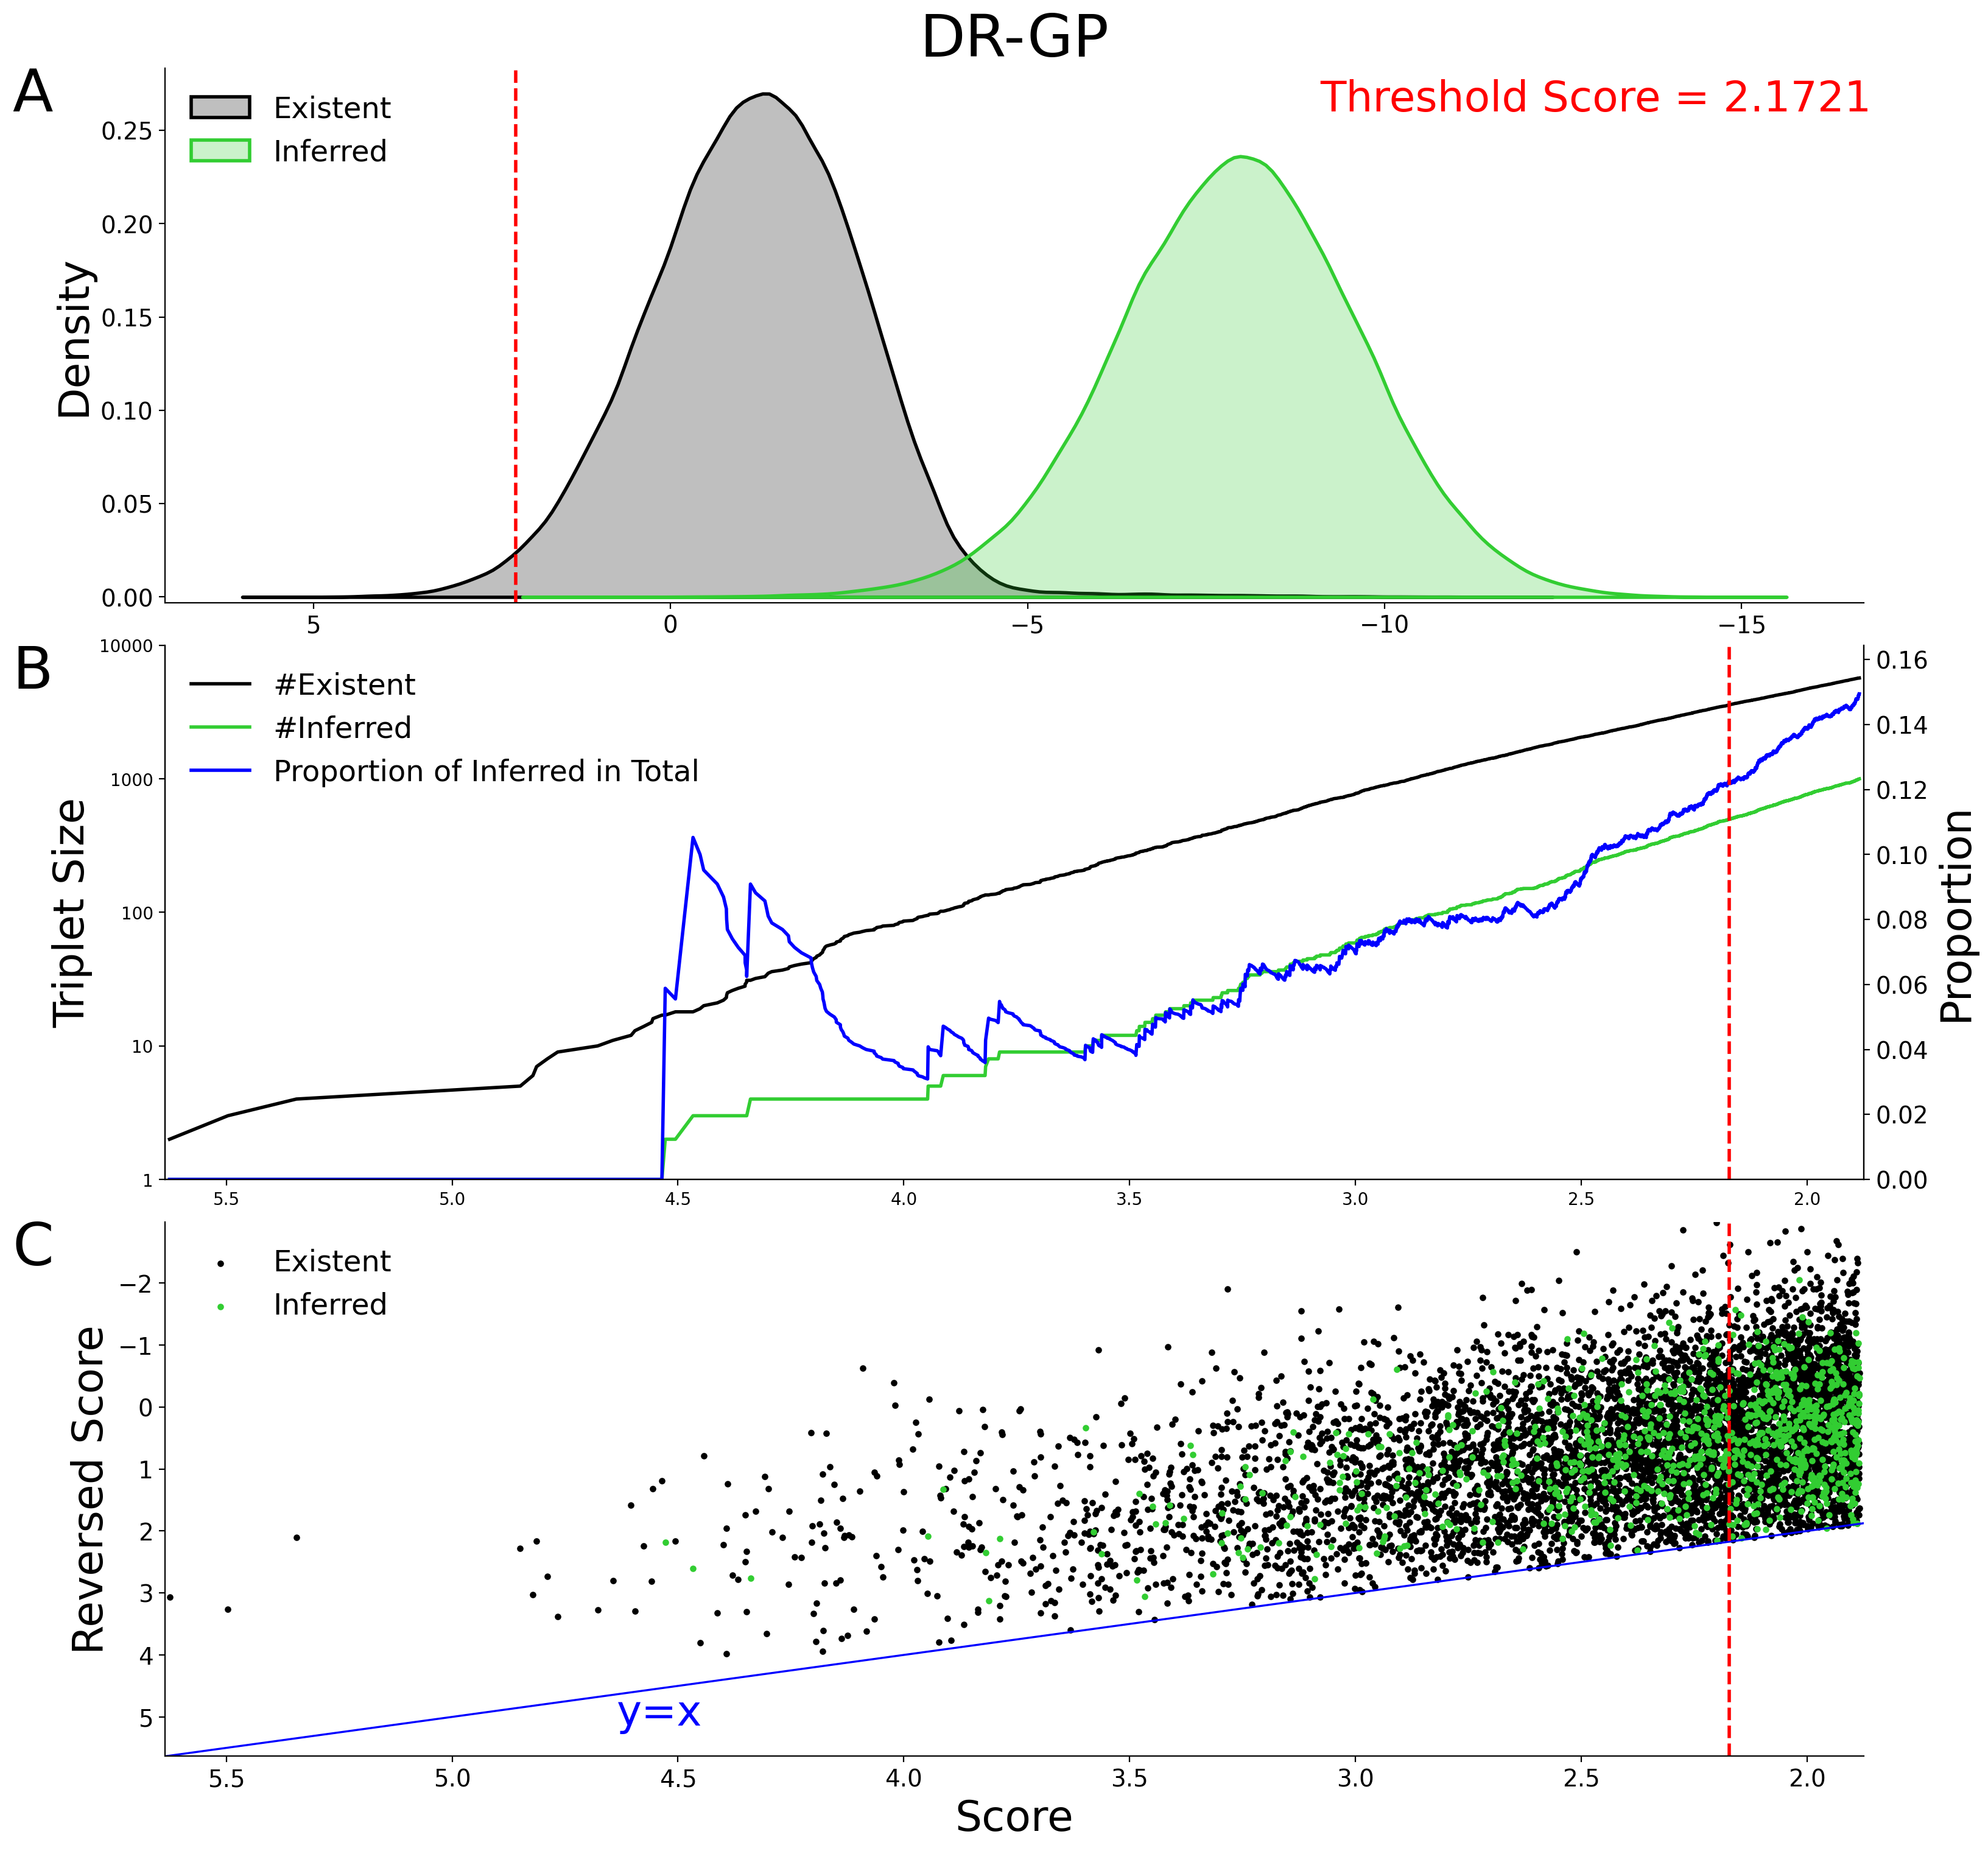 DR-GP
A
Existent
Inferred
Threshold Score = 2.1721
Density
0.25
0.20
0.15
0.10
0.05
0.00
5
0
−5
−10
−15
B
#Existent
#Inferred
Proportion of Inferred in Total
Triplet Size
10000
1000
100
10
1
Proportion
0.16
0.14
0.12
0.10
0.08
0.06
0.04
0.02
0.00
5.5
5.0
4.5
4.0
3.5
3.0
2.5
2.0
C
Existent
Inferred
Reversed Score
−2
−1
0
1
2
3
4
5
y=x
5.5
5.0
4.5
4.0
3.5
3.0
2.5
2.0
Score